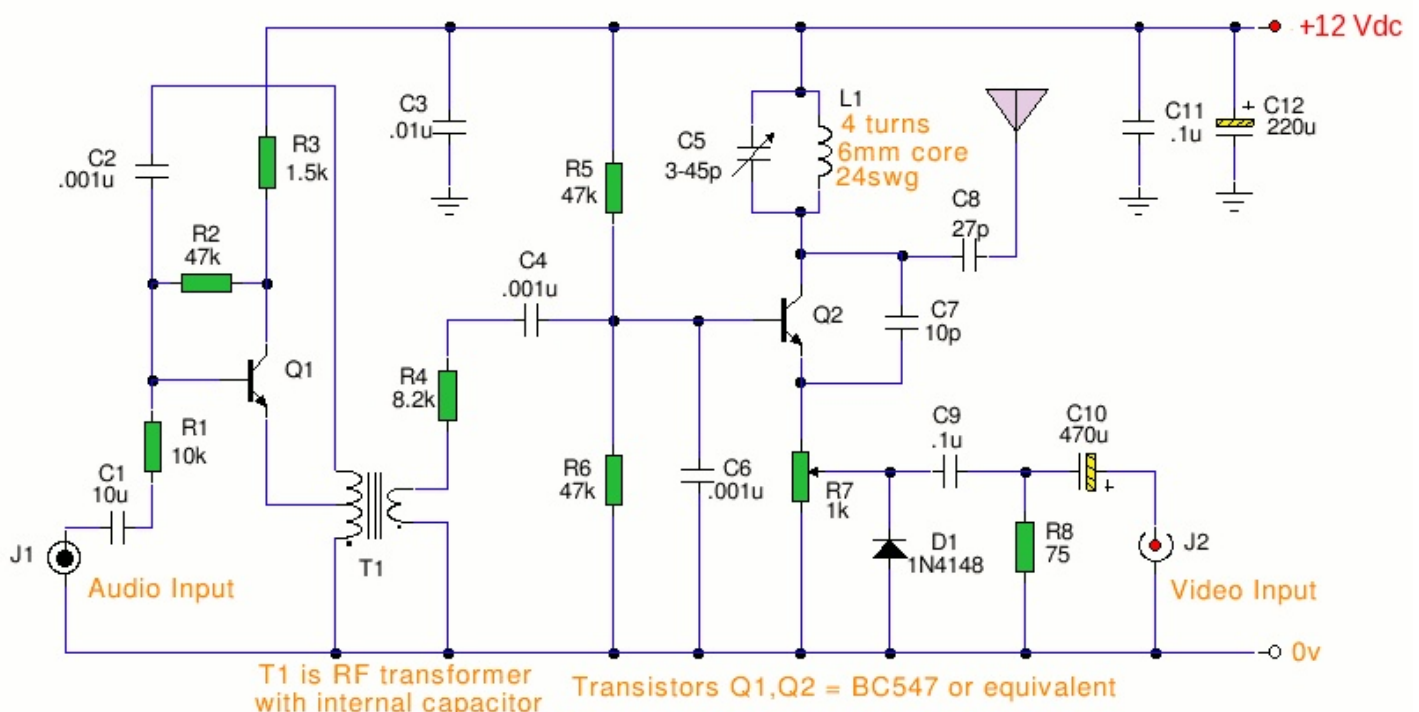 +12 Vdc
C2
.001u
R3
1.5k
C3
.01u
R5
47k
C5
3-45p
L1
4 turns
6mm core
24swg
C11
.1u
+
C12
220u
R2
47k
C4
.001u
C8
27p
Q2
C7
10p
Q1
R1
10k
C1
10u
J1
Audio Input
R4
8.2k
T1
R6
47k
C6
.001u
R7
1k
C9
.1u
C10
470u
+
D1
1N4148
R8
75
J2
Video Input
0v
T1 is RF transformer
with internal capacitor
Transistors Q1,Q2 = BC547 or equivalent